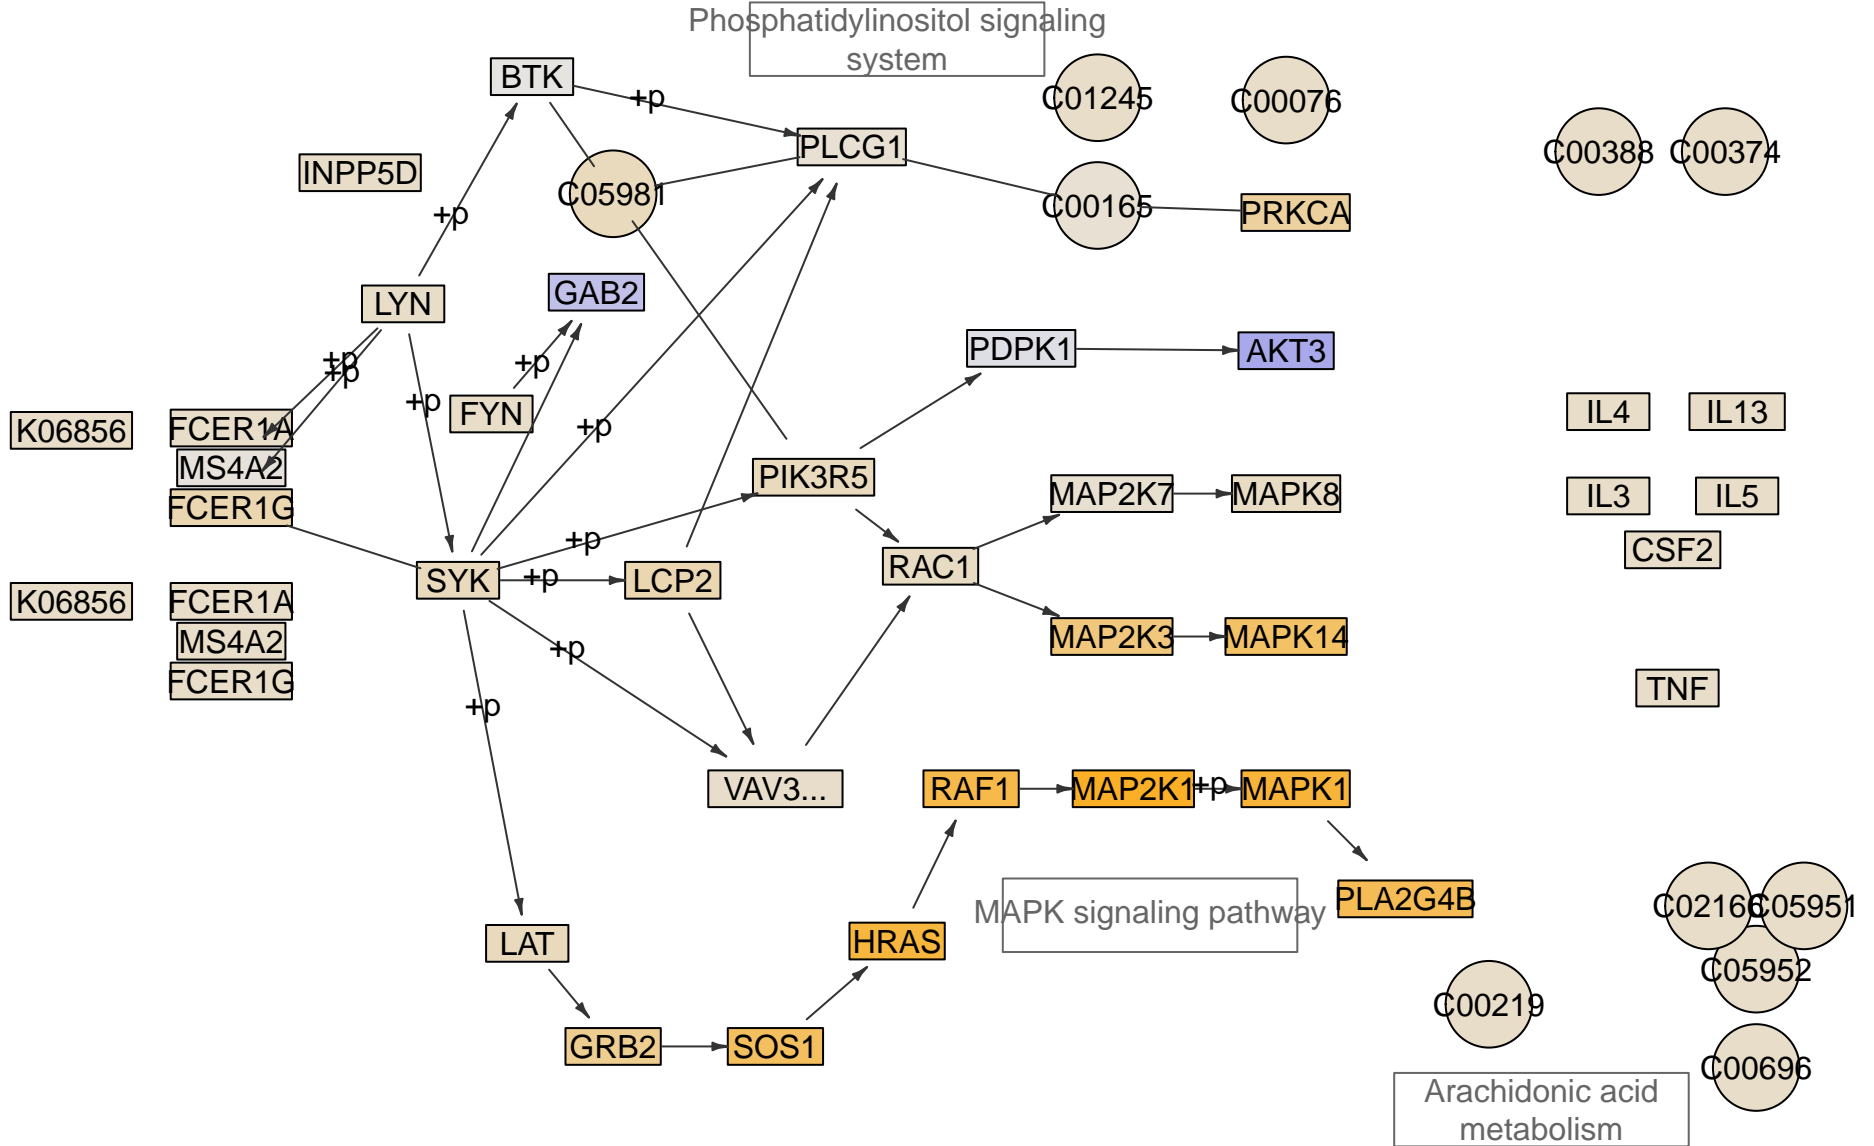 Phosphatidylinositol signaling
system
BTK
+p
C01245
C00076
PLCG1
C00388
C00374
INPP5D
C05981
C00165
PRKCA
+p
LYN
GAB2
PDPK1
AKT3
+p
+p
+p
+p
FYN
+p
IL4
IL13
K06856
FCER1A
MS4A2
FCER1G
PIK3R5
MAP2K7
MAPK8
IL3
IL5
+p
CSF2
SYK
+p
LCP2
RAC1
K06856
FCER1A
MS4A2
FCER1G
+p
MAP2K3
MAPK14
TNF
+p
VAV3...
RAF1
MAP2K1
+p
MAPK1
PLA2G4B
MAPK signaling pathway
C02166
C05951
C05952
LAT
HRAS
C00219
GRB2
SOS1
C00696
Arachidonic acid
metabolism